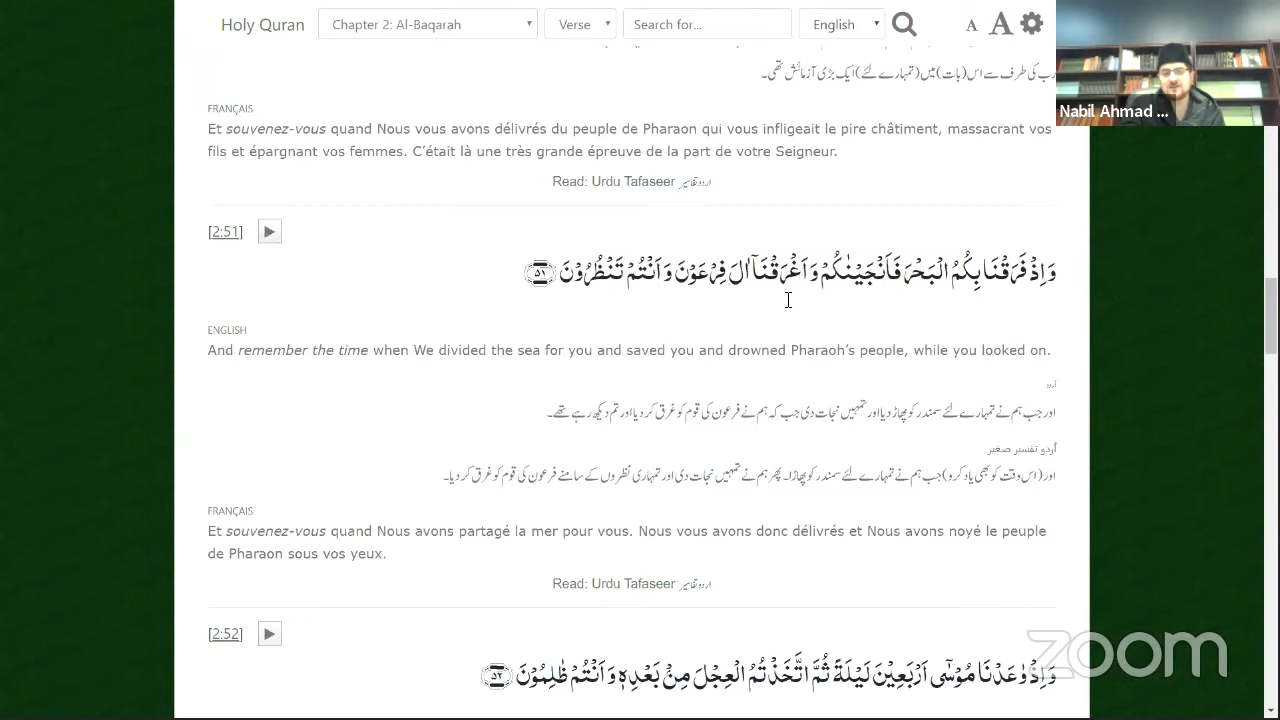 Holy Quran
Chapter 2: Al-Baqarah
Verse
Search for...
English
A A
Nabil Ahmad ...
رب کی طرف سے اس (بات) میں (تمہارے لئے) ایک بڑی آزمائش تھی۔
FRANÇAIS
Et souvenez-vous quand Nous vous avons délivrés du peuple de Pharaon qui vous infligeait le pire châtiment, massacrant vos
fils et épargnant vos femmes. C’était là une très grande épreuve de la part de votre Seigneur.
Read: Urdu Tafaseer اردو تفاسیر
[2:51]
وَاِذۡ فَرَقۡنَا بِکُمُ الۡبَحۡرَ فَاَنۡجَیۡنٰکُمۡ وَاَغۡرَقۡنَاۤ اٰلَ فِرۡعَوۡنَ وَاَنۡتُمۡ تَنۡظُرُوۡنَ ﴿۵۱﴾
ENGLISH
And remember the time when We divided the sea for you and saved you and drowned Pharaoh’s people, while you looked on.
اردو
اور جب ہم نے تمہارے لئے سمندر کو پھاڑ دیا اور تمہیں نجات دی جب کہ ہم نے فرعون کی قوم کو غرق کر دیا اور تم دیکھ رہے تھے۔
اُردو تفسیر صغیر
اور (اس وقت کو بھی یاد کرو) جب ہم نے تمہارے لئے سمندر کو پھاڑا۔ پھر ہم نے تمہیں نجات دی اور تمہاری نظروں کے سامنے فرعون کی قوم کو غرق کر دیا۔
FRANÇAIS
Et souvenez-vous quand Nous avons partagé la mer pour vous. Nous vous avons donc délivrés et Nous avons noyé le peuple
de Pharaon sous vos yeux.
Read: Urdu Tafaseer اردو تفاسیر
[2:52]
وَاِذۡ وٰعَدۡنَا مُوۡسٰۤی اَرۡبَعِیۡنَ لَیۡلَۃً ثُمَّ اتَّخَذۡتُمُ الۡعِجۡلَ مِنۡۢ بَعۡدِہٖ وَاَنۡتُمۡ ظٰلِمُوۡنَ ﴿۵۲﴾
zoom